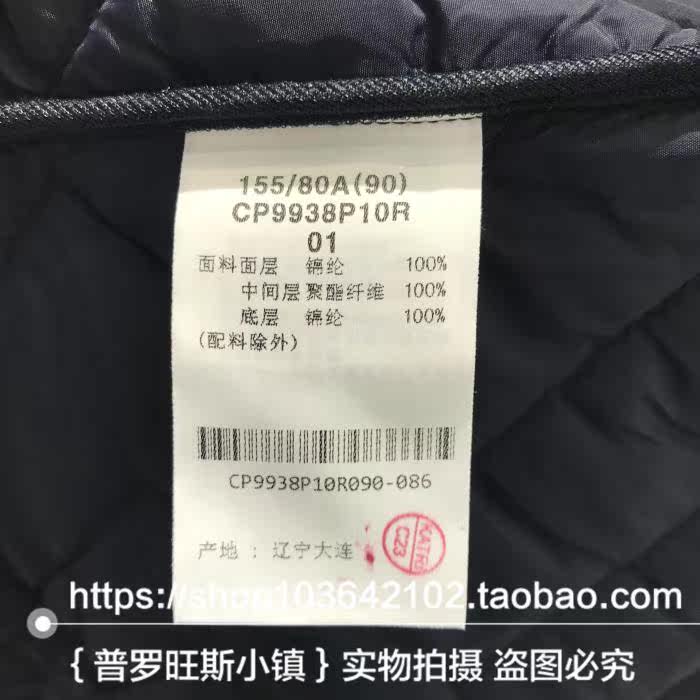 155/80A(90)
CP9938P10R
01
面料面层 锦纶 100%
中间层 聚酯纤维 100%
底层 锦纶 100%
(配料除外)
CP9938P10R090-086
KATRI
C23
产地 : 辽宁大连
https://shop103642102.taobao.com
{普罗旺斯小镇} 实物拍摄 盗图必究